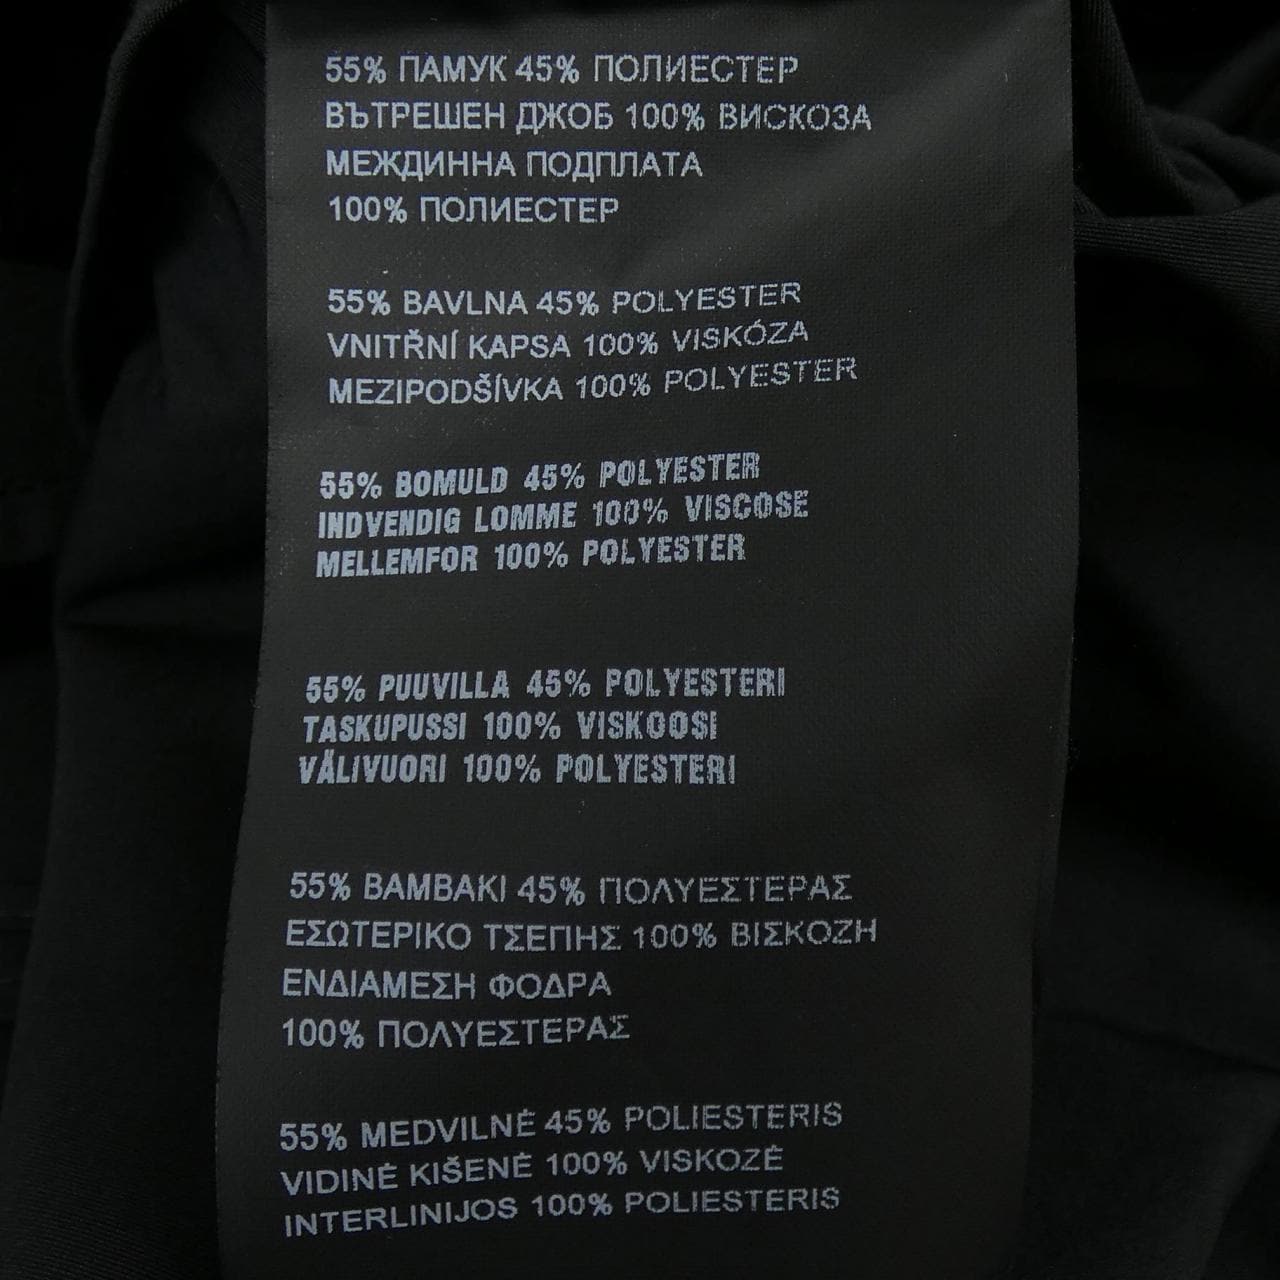 55% ПАМУК 45% ПОЛИЕСТЕР
ВЪТРЕШЕН ДЖОБ 100% ВИСКОЗА
МЕЖДИННА ПОДПЛАТА
100% ПОЛИЕСТЕР
55% BAVLNA 45% POLYESTER
VNITŘNÍ KAPSA 100% VISKÓZA
MEZIPODŠÍVKA 100% POLYESTER
55% BOMULD 45% POLYESTER
INDVENDIG LOMME 100% VISCOSE
MELLEMFOR 100% POLYESTER
55% PUUVILLA 45% POLYESTERI
TASKUPUSSI 100% VISKOOSI
VÄLIVUORI 100% POLYESTERI
55% ΒΑΜΒΑΚΙ 45% ΠΟΛΥΕΣΤΕΡΑΣ
ΕΣΩΤΕΡΙΚΟ ΤΣΕΠΗΣ 100% ΒΙΣΚΟΖΗ
ΕΝΔΙΑΜΕΣΗ ΦΟΔΡΑ
100% ΠΟΛΥΕΣΤΕΡΑΣ
55% MEDVILNĖ 45% POLIESTERIS
VIDINĖ KIŠENĖ 100% VISKOZĖ
INTERLINIJOS 100% POLIESTERIS